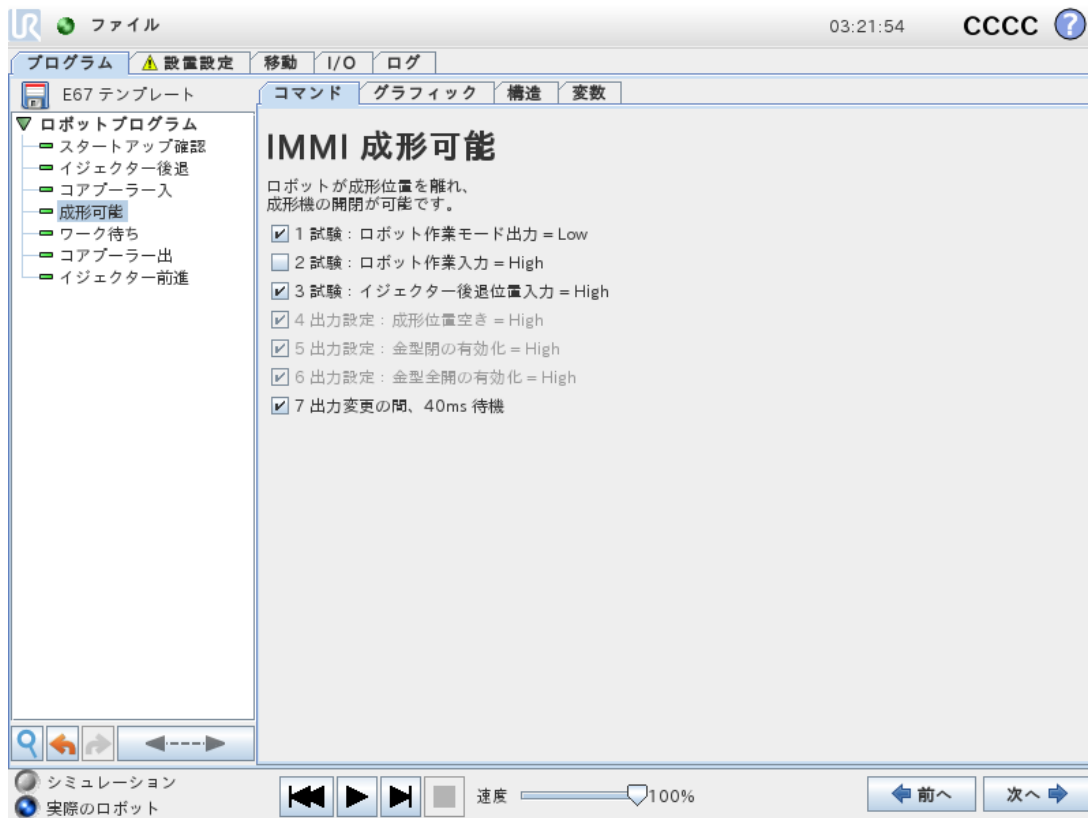 UR ファイル 03:21:54 CCCC ?
プログラム 設置設定 移動 I/O ログ
E67 テンプレート
コマンド グラフィック 構造 変数
ロボットプログラム
スタートアップ確認
イジェクター後退
コアプーラー入
成形可能
ワーク待ち
コアプーラー出
イジェクター前進
IMMI 成形可能
ロボットが成形位置を離れ、
成形機の開閉が可能です。
1 試験：ロボット作業モード出力 = Low
2 試験：ロボット作業入力 = High
3 試験：イジェクター後退位置入力 = High
4 出力設定：成形位置空き = High
5 出力設定：金型閉の有効化 = High
6 出力設定：金型全開の有効化 = High
7 出力変更の間、40ms 待機
シミュレーション
実際のロボット
速度 100%
前へ 次へ